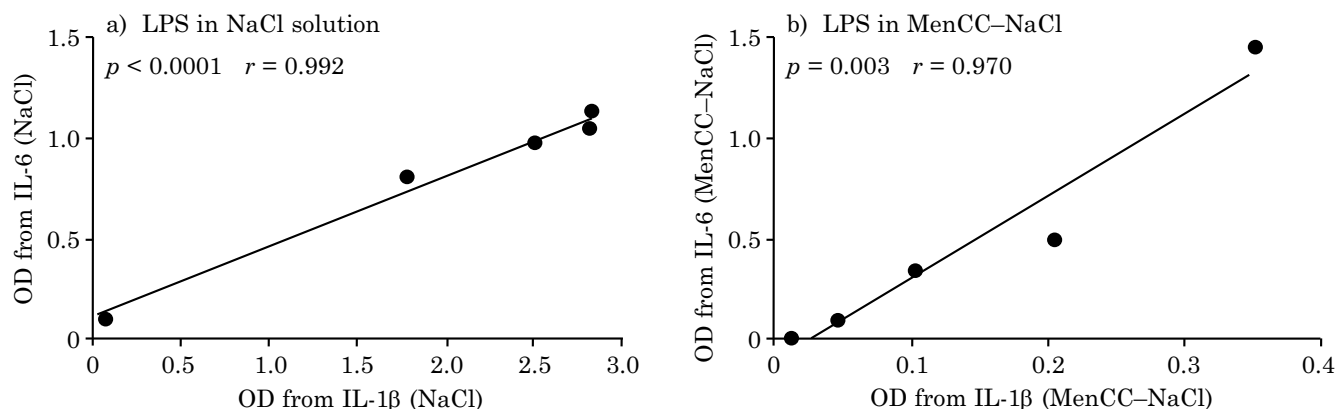 a) LPS in NaCl solution
p < 0.0001 r = 0.992
OD from IL-6 (NaCl)
1.5
1.0
0.5
0
0 0.5 1.0 1.5 2.0 2.5 3.0
OD from IL-1β (NaCl)
b) LPS in MenCC–NaCl
p = 0.003 r = 0.970
OD from IL-6 (MenCC–NaCl)
1.5
1.0
0.5
0
0 0.1 0.2 0.3 0.4
OD from IL-1β (MenCC–NaCl)